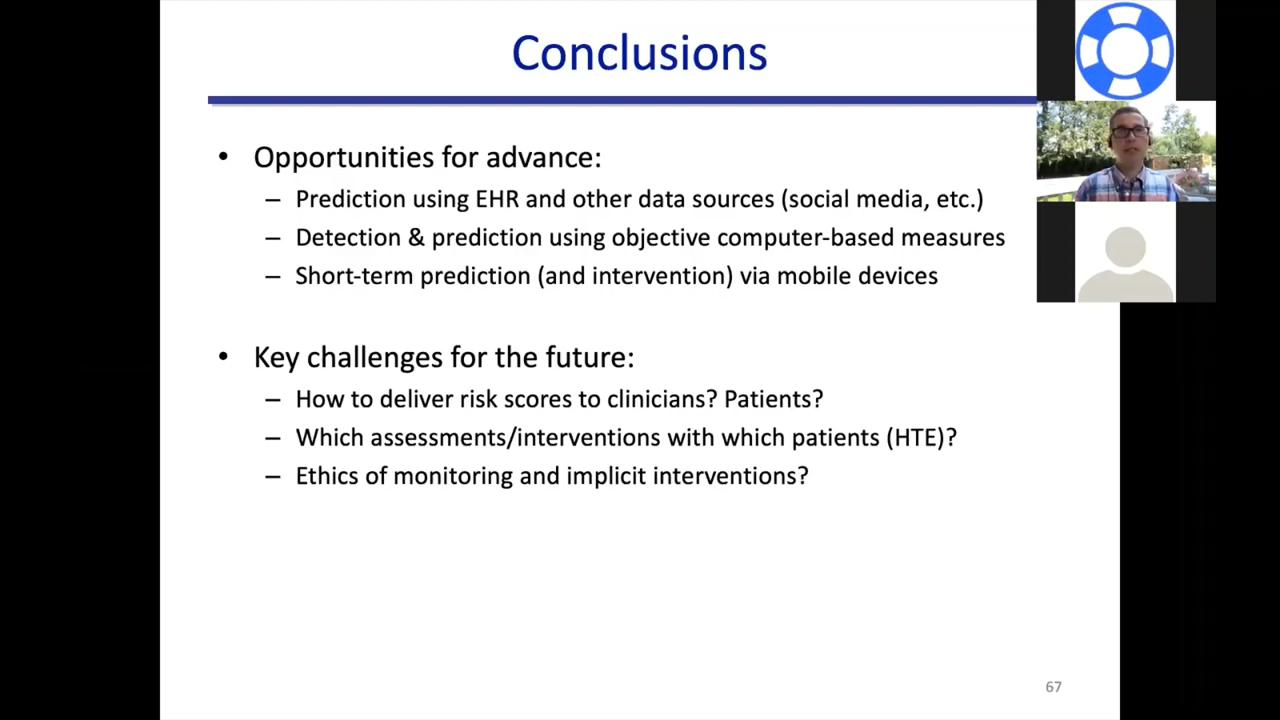 Conclusions
• Opportunities for advance:
– Prediction using EHR and other data sources (social media, etc.)
– Detection & prediction using objective computer-based measures
– Short-term prediction (and intervention) via mobile devices
• Key challenges for the future:
– How to deliver risk scores to clinicians? Patients?
– Which assessments/interventions with which patients (HTE)?
– Ethics of monitoring and implicit interventions?
67